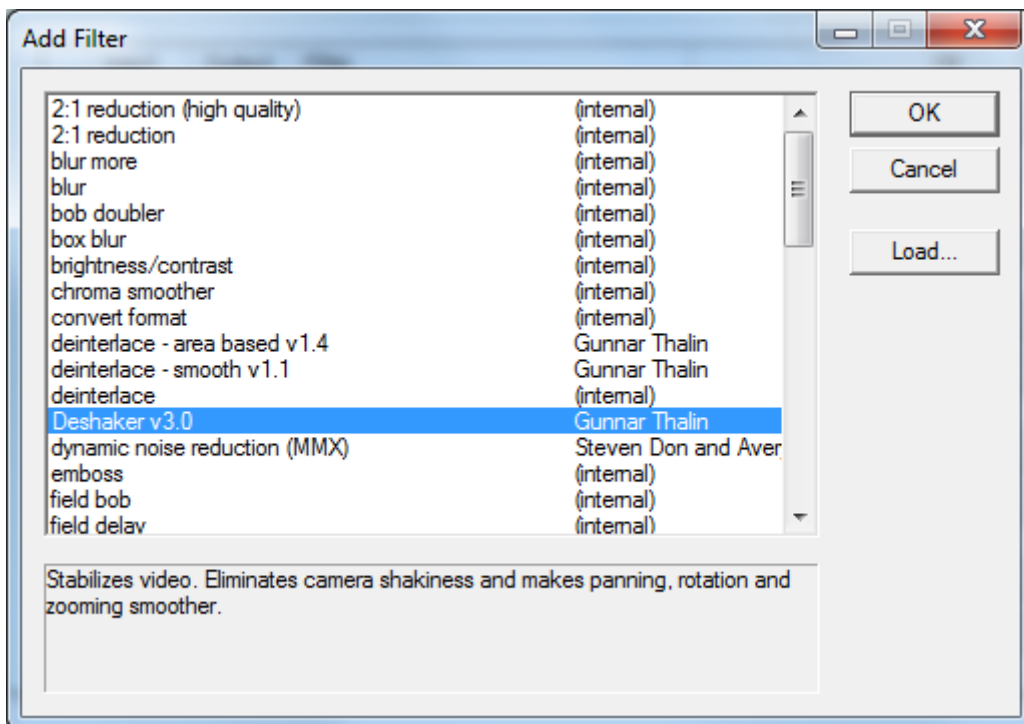 Add Filter
2:1 reduction (high quality) (internal)
2:1 reduction (internal)
blur more (internal)
blur (internal)
bob doubler (internal)
box blur (internal)
brightness/contrast (internal)
chroma smoother (internal)
convert format (internal)
deinterlace - area based v1.4 Gunnar Thalin
deinterlace - smooth v1.1 Gunnar Thalin
deinterlace (internal)
Deshaker v3.0 Gunnar Thalin
dynamic noise reduction (MMX) Steven Don and Aver
emboss (internal)
field bob (internal)
field delay (internal)
OK
Cancel
Load...
Stabilizes video. Eliminates camera shakiness and makes panning, rotation and
zooming smoother.